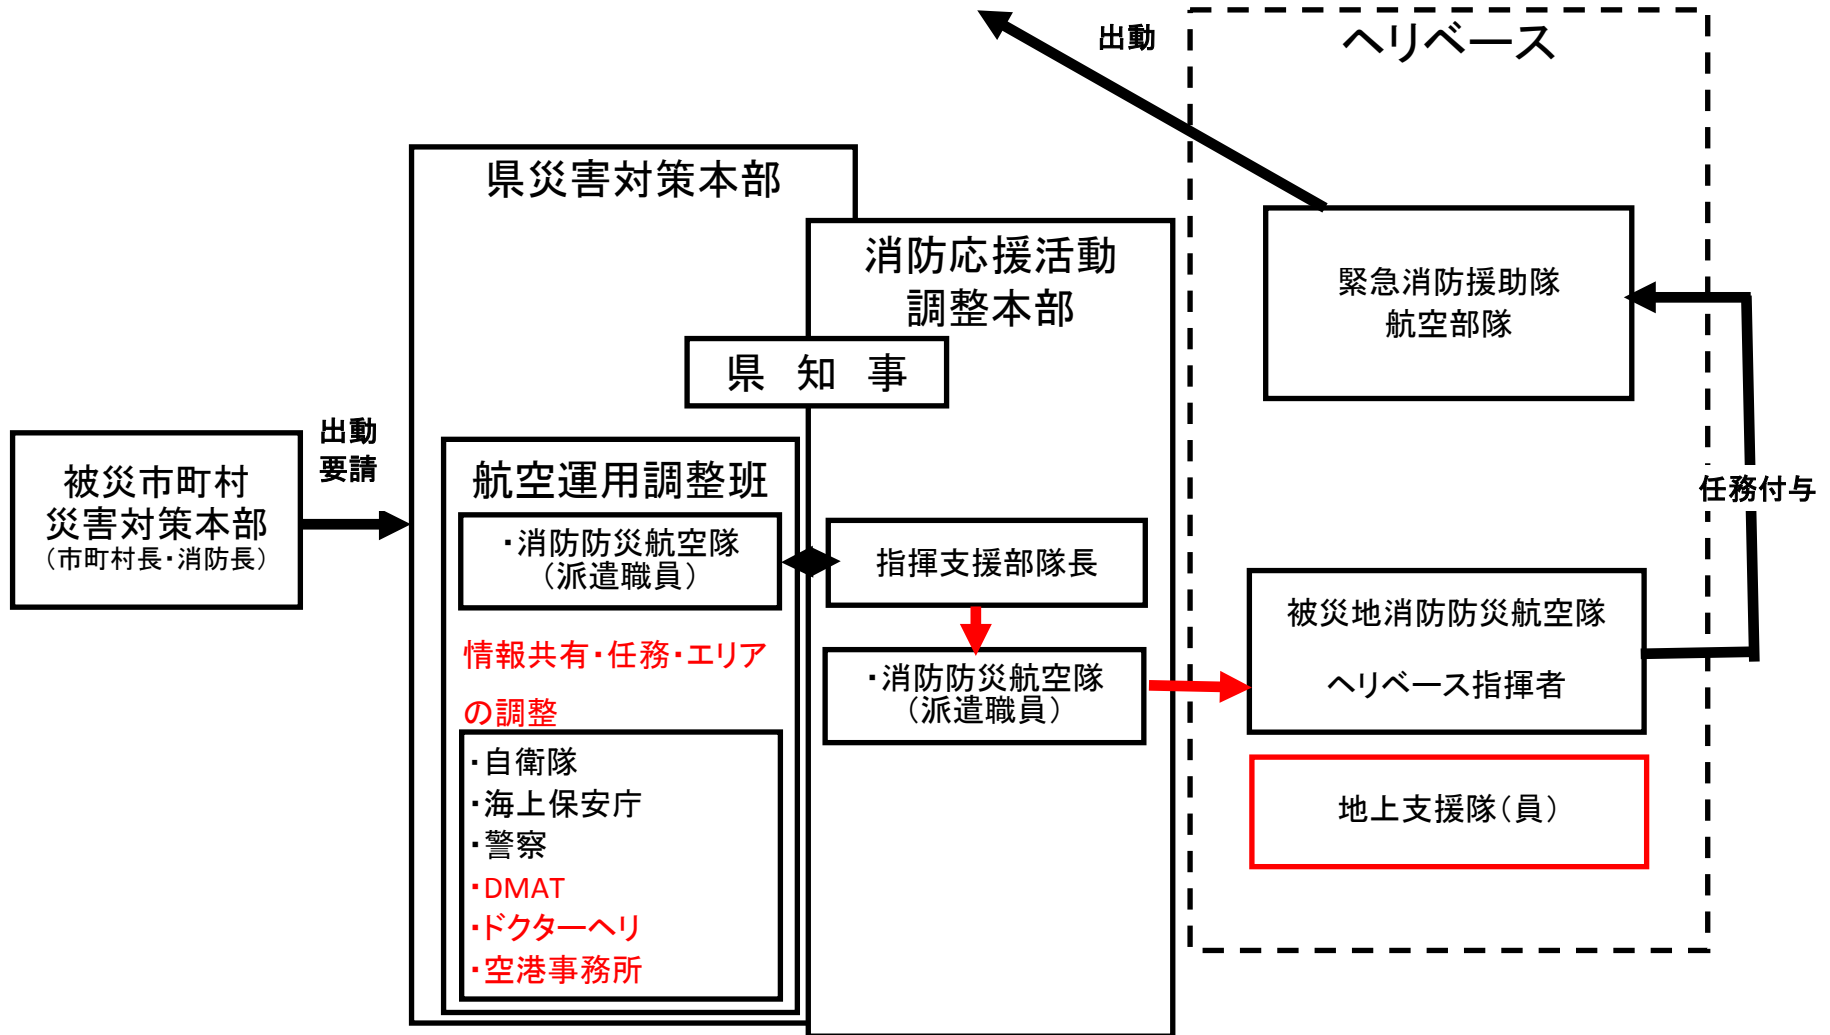 出動
ヘリベース
県災害対策本部
消防応援活動
調整本部
緊急消防援助隊
航空部隊
県　知　事
出動
要請
被災市町村
災害対策本部
（市町村長・消防長）
航空運用調整班
・消防防災航空隊
（派遣職員）
指揮支援部隊長
任務付与
情報共有・任務・エリア
の調整
・消防防災航空隊
（派遣職員）
被災地消防防災航空隊
ヘリベース指揮者
・自衛隊
・海上保安庁
・警察
・DMAT
・ドクターヘリ
・空港事務所
地上支援隊（員）